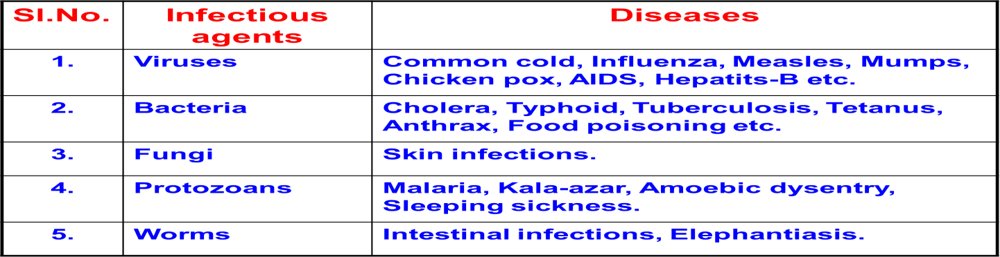 Sl.No. Infectious agents Diseases
1. Viruses Common cold, Influenza, Measles, Mumps,
Chicken pox, AIDS, Hepatits-B etc.
2. Bacteria Cholera, Typhoid, Tuberculosis, Tetanus,
Anthrax, Food poisoning etc.
3. Fungi Skin infections.
4. Protozoans Malaria, Kala-azar, Amoebic dysentry,
Sleeping sickness.
5. Worms Intestinal infections, Elephantiasis.